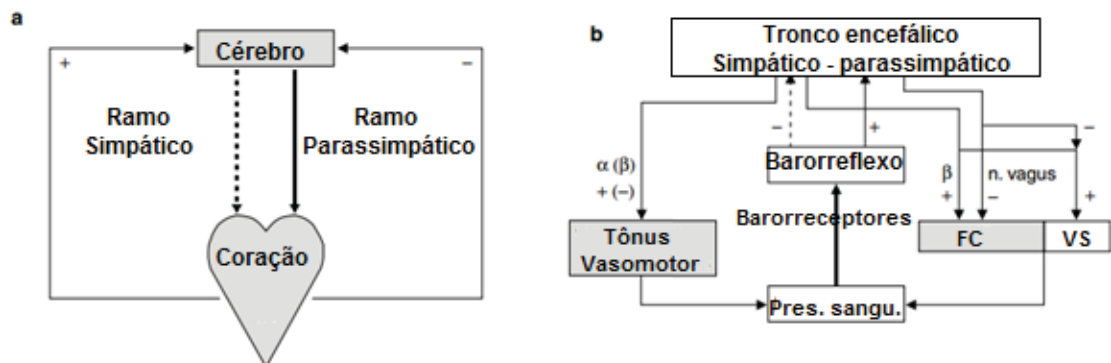 a
Cérebro
+
–
Ramo
Simpático
Ramo
Parassimpático
Coração
b
Tronco encefálico
Simpático - parassimpático
–
+
–
Barorreflexo
α (β)
+ (–)
β
+
n. vagus
–
+
Barorreceptores
Tônus
Vasomotor
FC
VS
Pres. sangu.